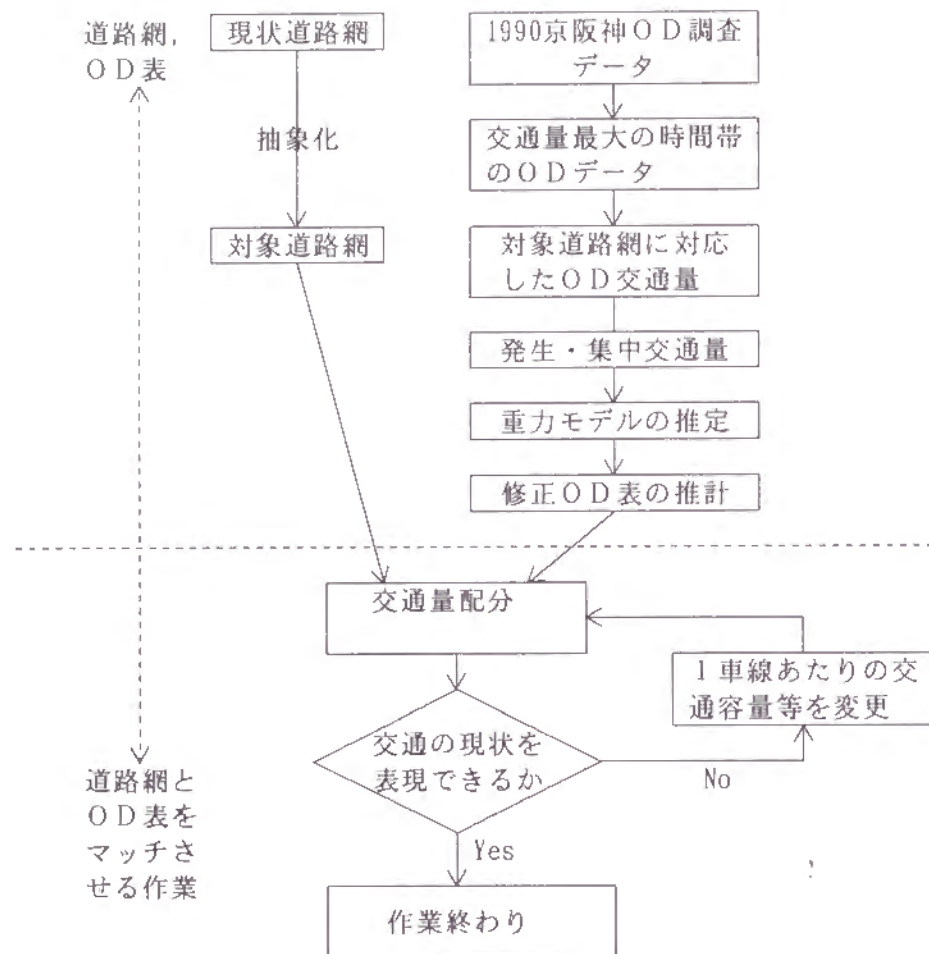 道路網,
ＯＤ表
現状道路網
抽象化
対象道路網
1990京阪神ＯＤ調査
データ
交通量最大の時間帯
のＯＤデータ
対象道路網に対応
したＯＤ交通量
発生・集中交通量
重力モデルの推定
修正ＯＤ表の推計
交通量配分
１車線あたりの交
通容量等を変更
交通の現状を
表現できるか
No
Yes
作業終わり
道路網と
ＯＤ表を
マッチさ
せる作業